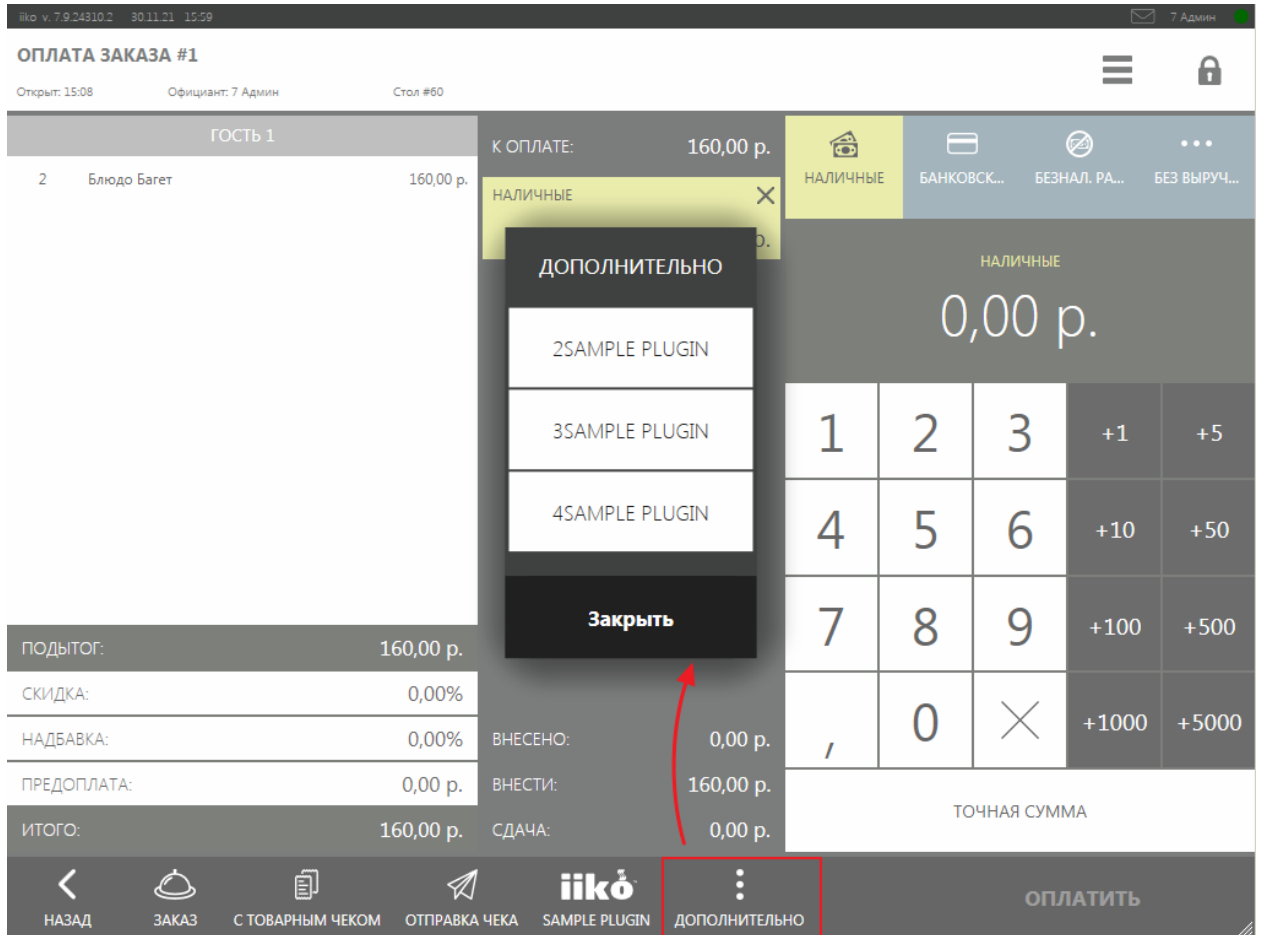 iiko v. 7.9.24310.2 30.11.21 15:59 7 Админ
ОПЛАТА ЗАКАЗА #1
Открыт: 15:08 Официант: 7 Админ Стол #60
ГОСТЬ 1
2 Блюдо Багет 160,00 р.
ПОДЫТОГ: 160,00 р.
СКИДКА: 0,00%
НАДБАВКА: 0,00%
ПРЕДОПЛАТА: 0,00 р.
ИТОГО: 160,00 р.
К ОПЛАТЕ: 160,00 р.
НАЛИЧНЫЕ
р.
ДОПОЛНИТЕЛЬНО
2SAMPLE PLUGIN
3SAMPLE PLUGIN
4SAMPLE PLUGIN
Закрыть
ВНЕСЕНО: 0,00 р.
ВНЕСТИ: 160,00 р.
СДАЧА: 0,00 р.
НАЛИЧНЫЕ БАНКОВСК... БЕЗНАЛ. РА... БЕЗ ВЫРУЧ...
НАЛИЧНЫЕ
0,00 р.
1 2 3 +1 +5
4 5 6 +10 +50
7 8 9 +100 +500
, 0 +1000 +5000
ТОЧНАЯ СУММА
НАЗАД ЗАКАЗ С ТОВАРНЫМ ЧЕКОМ ОТПРАВКА ЧЕКА iiko SAMPLE PLUGIN ДОПОЛНИТЕЛЬНО ОПЛАТИТЬ